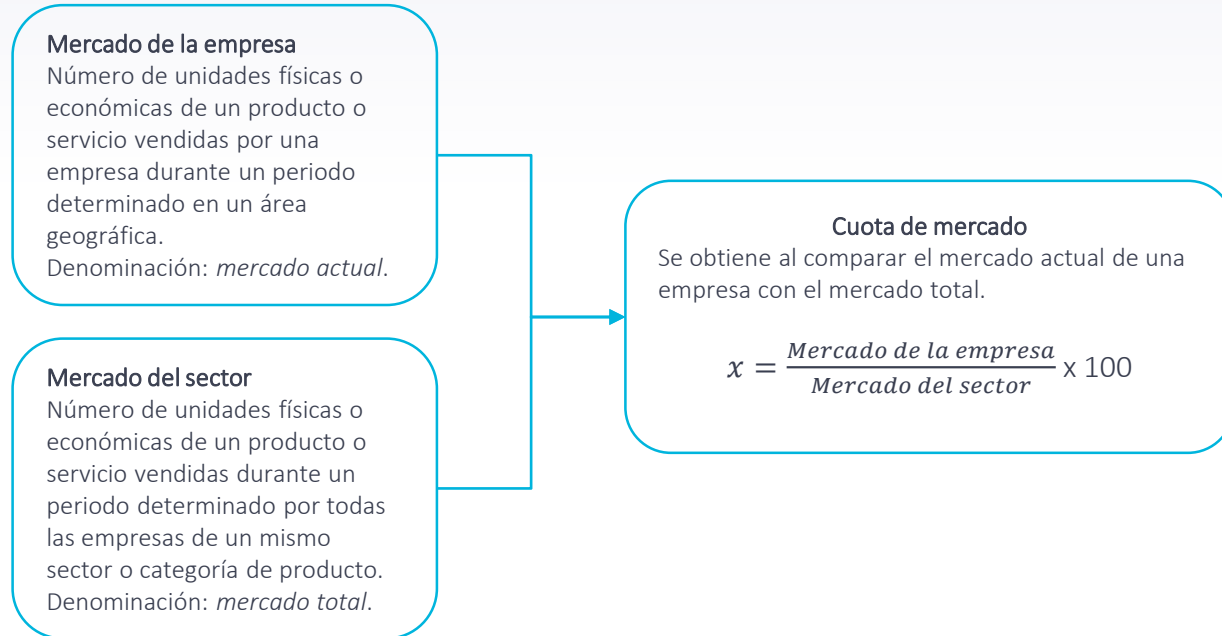 Mercado de la empresa
Número de unidades físicas o
económicas de un producto o
servicio vendidas por una
empresa durante un periodo
determinado en un área
geográfica.
Denominación: mercado actual.
Mercado del sector
Número de unidades físicas o
económicas de un producto o
servicio vendidas durante un
periodo determinado por todas
las empresas de un mismo
sector o categoría de producto.
Denominación: mercado total.
Cuota de mercado
Se obtiene al comparar el mercado actual de una
empresa con el mercado total.
x = Mercado de la empresa / Mercado del sector x 100